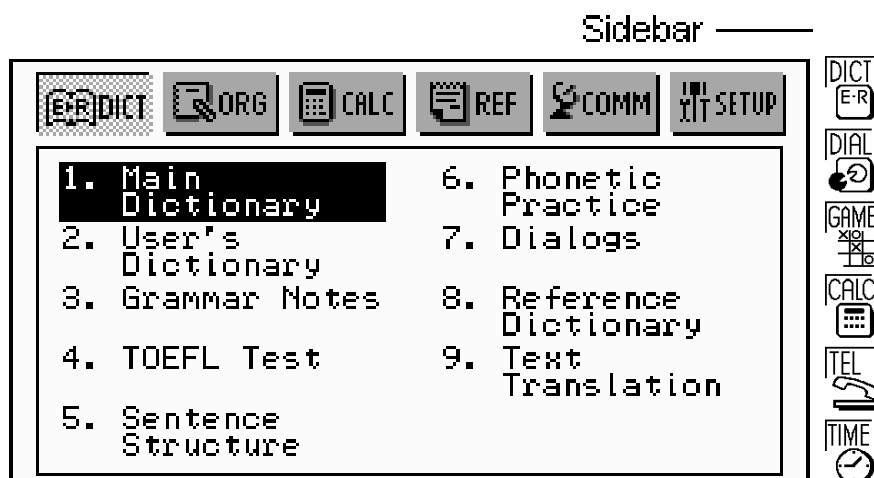 Sidebar
E-R DICT ORG CALC REF COMM SETUP
1. Main
Dictionary
2. User's
Dictionary
3. Grammar Notes
4. TOEFL Test
5. Sentence
Structure
6. Phonetic
Practice
7. Dialogs
8. Reference
Dictionary
9. Text
Translation
DICT
E-R
DIAL
GAME
XIOI
X
O
CALC
TEL
TIME